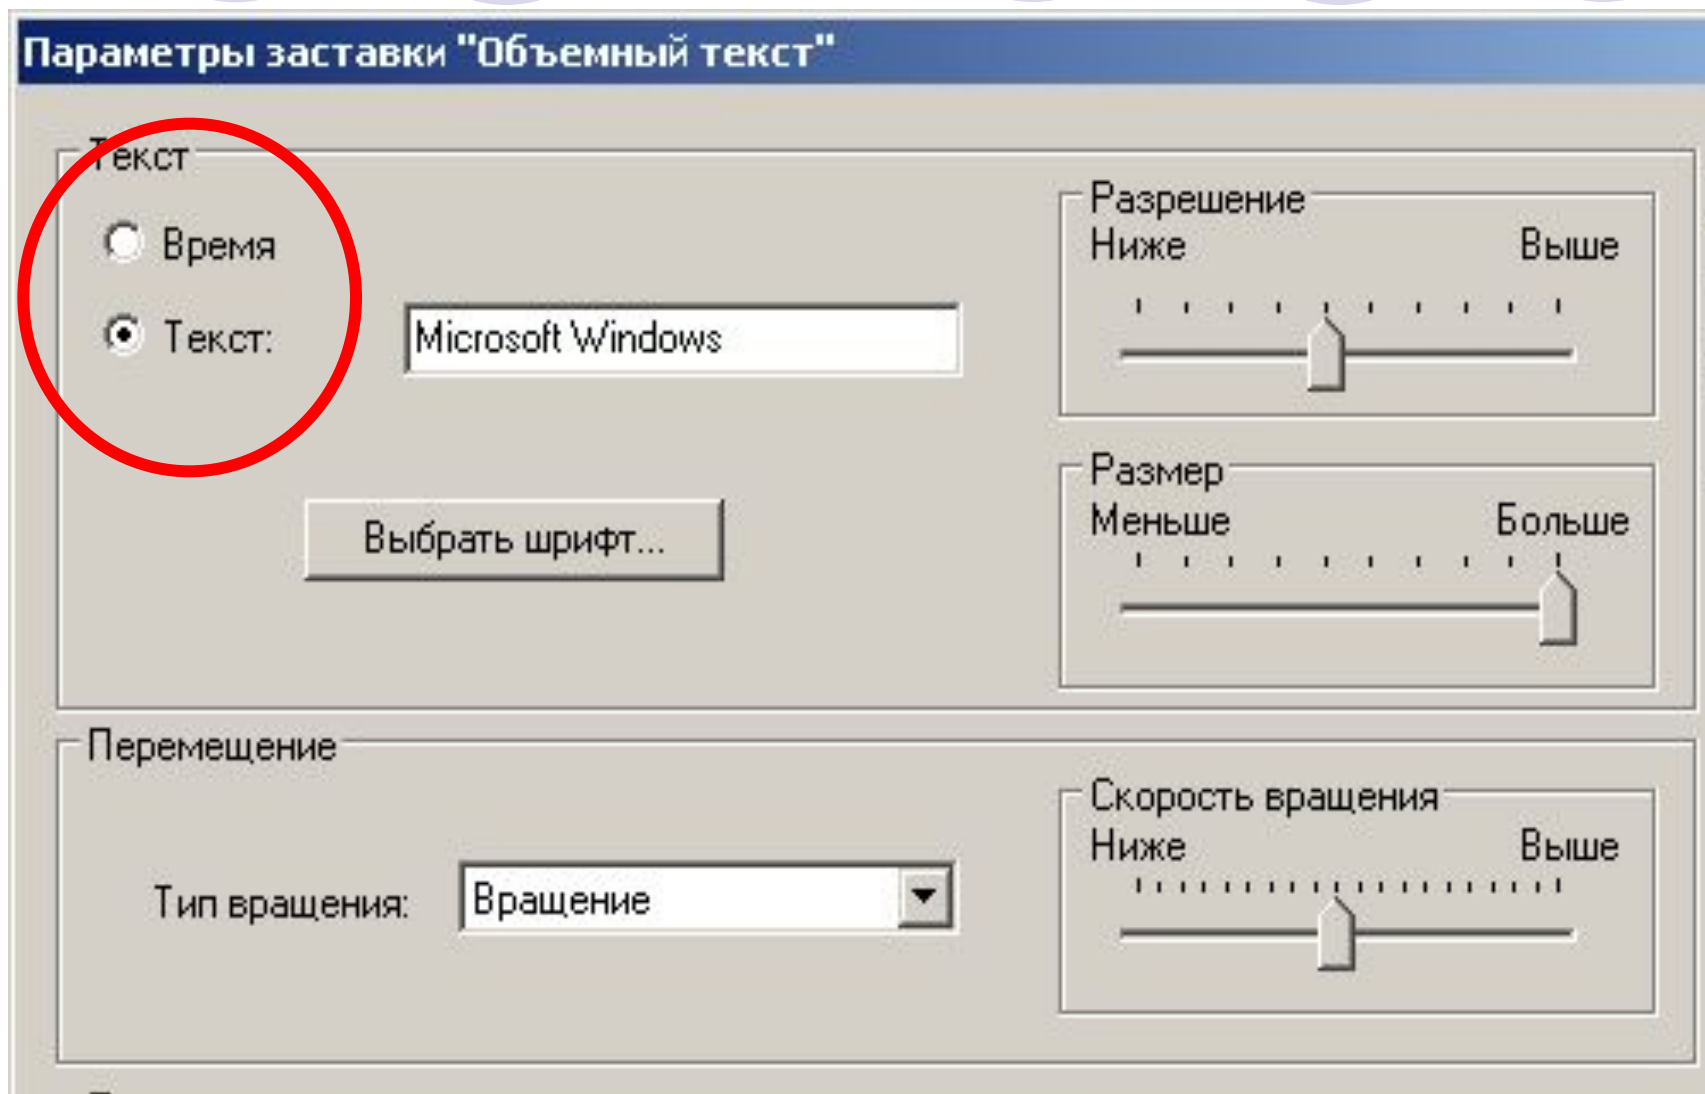 Параметры заставки "Объемный текст"
Текст
Время
Текст:
Microsoft Windows
Выбрать шрифт...
Разрешение
Ниже Выше
Размер
Меньше Больше
Перемещение
Тип вращения:
Вращение
Скорость вращения
Ниже Выше